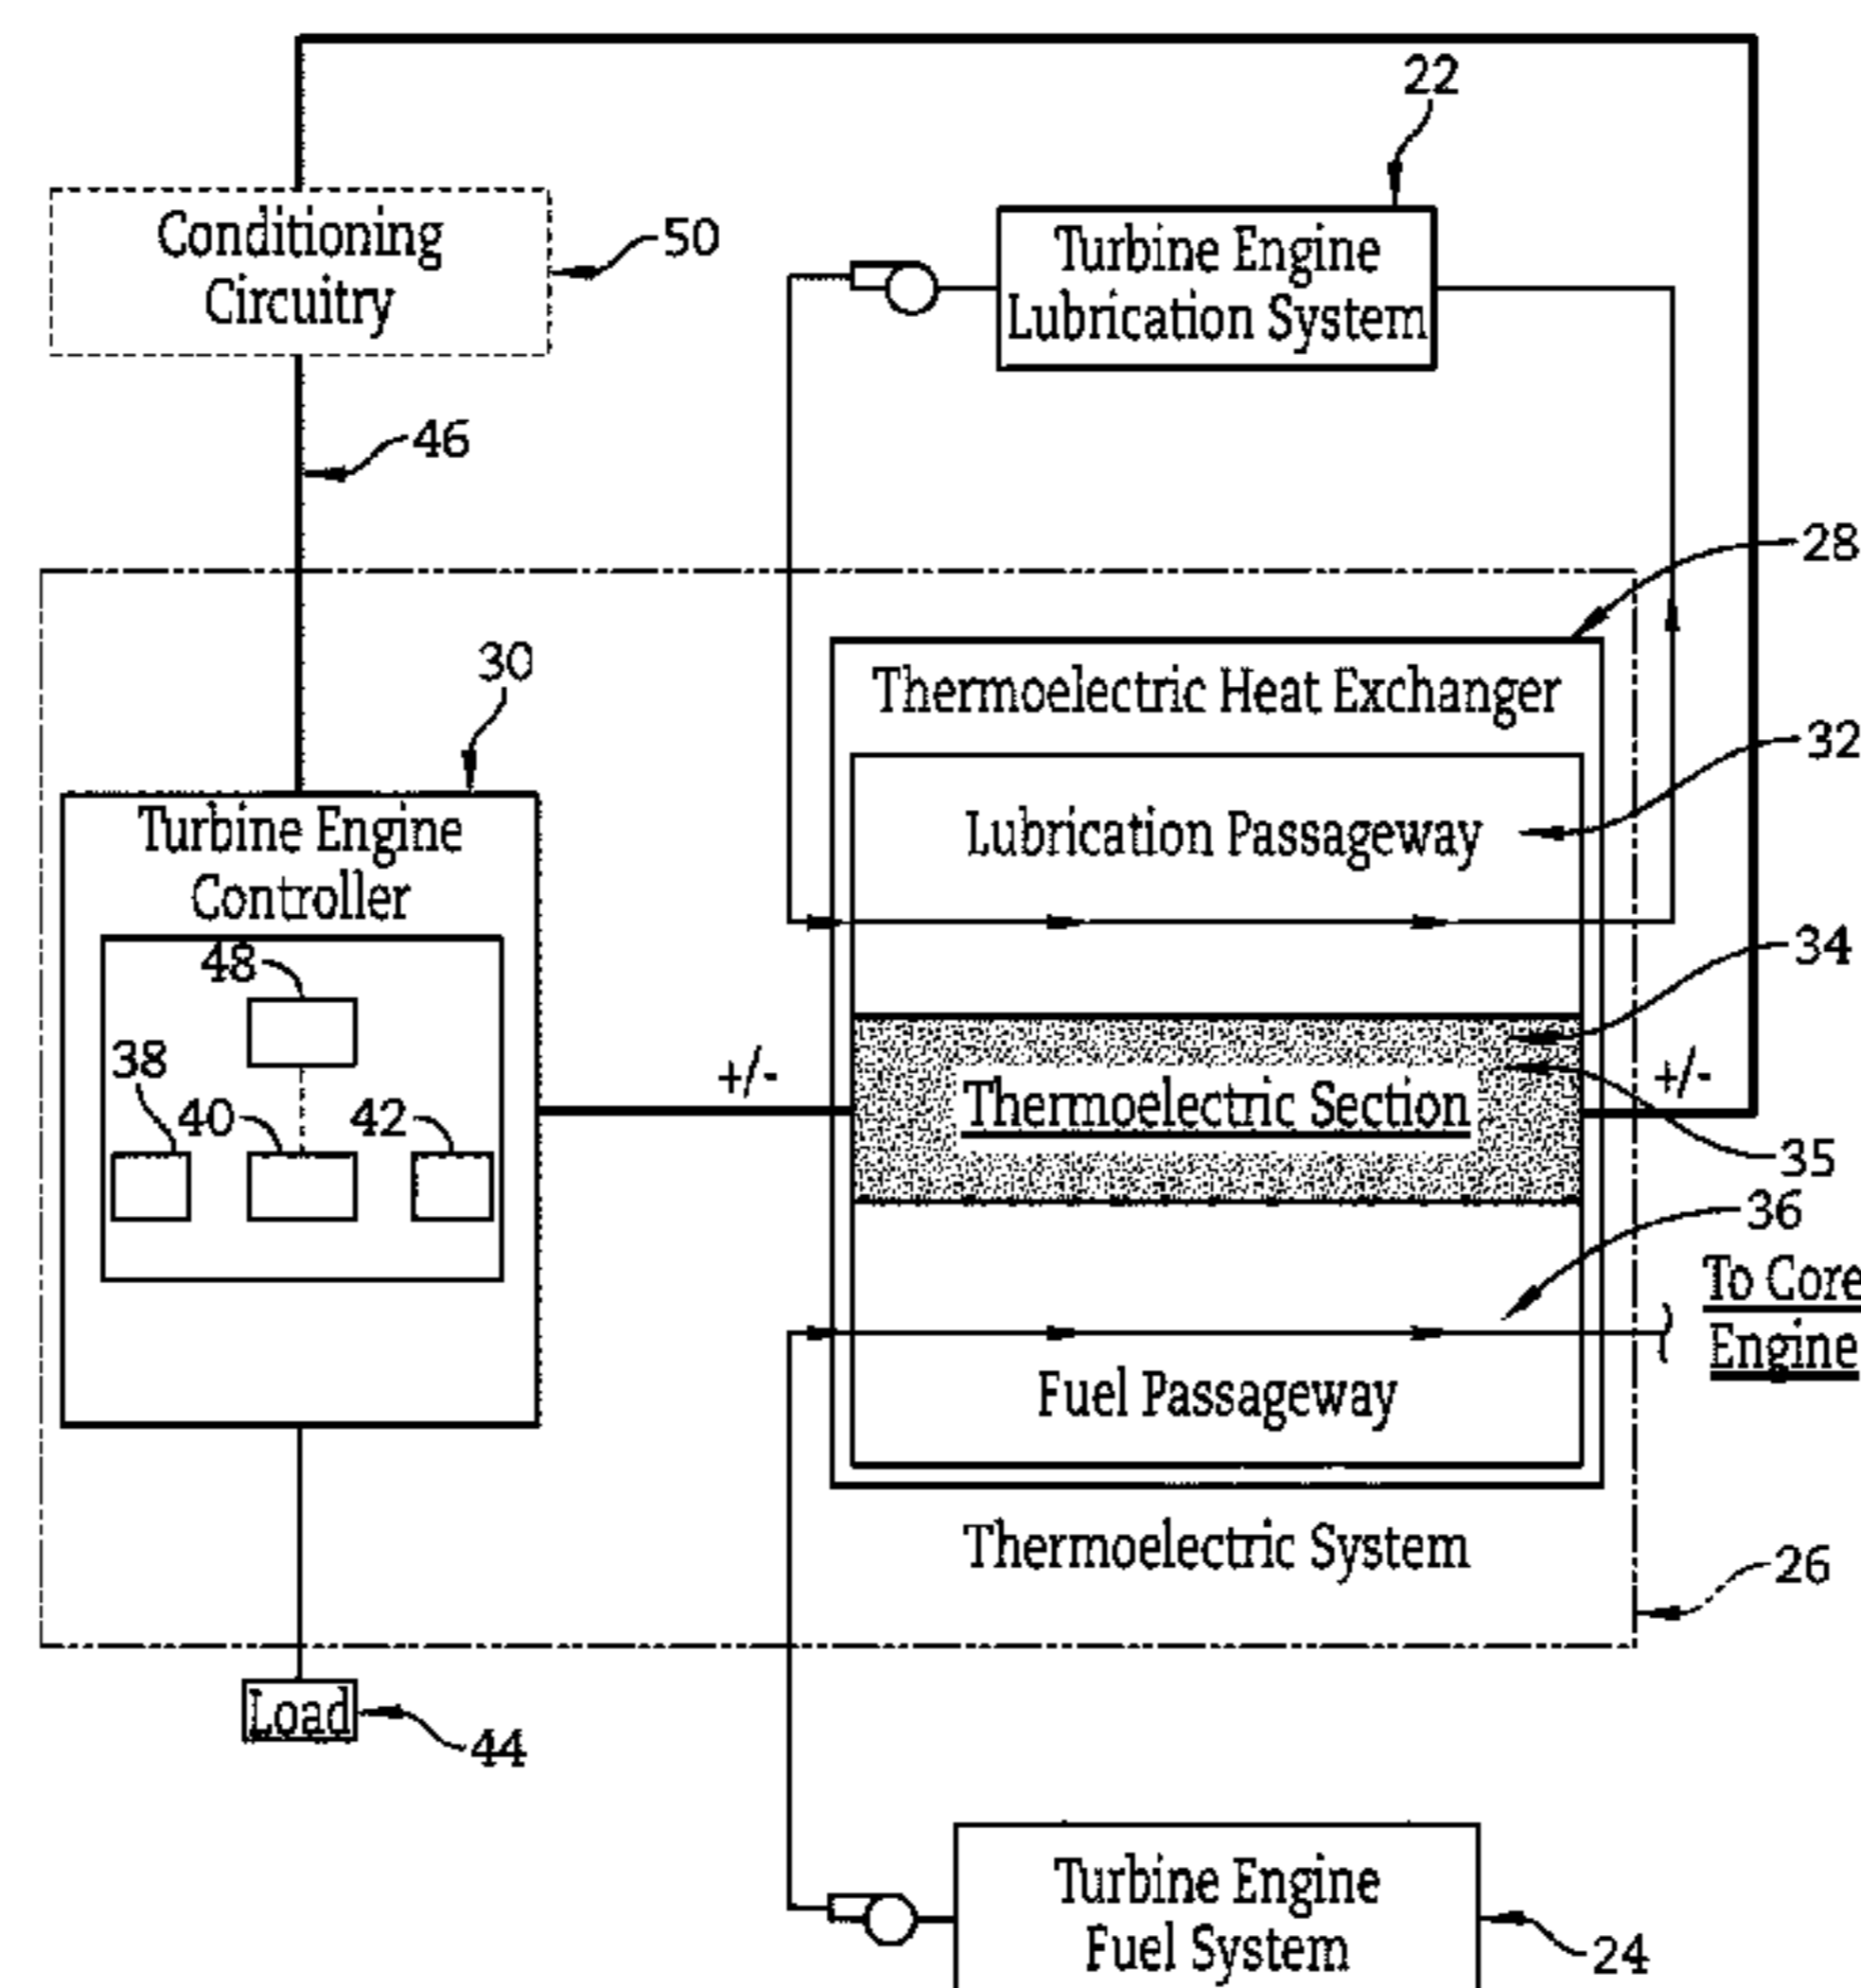 22
Conditioning
Circuitry
50
Turbine Engine
Lubrication System
46
28
30
Thermoelectric Heat Exchanger
32
Turbine Engine
Controller
Lubrication Passageway
48
34
38
40
42
+/-
Thermoelectric Section
+/-
35
36
To Core
Engine
Fuel Passageway
Thermoelectric System
26
Load
44
Turbine Engine
Fuel System
24